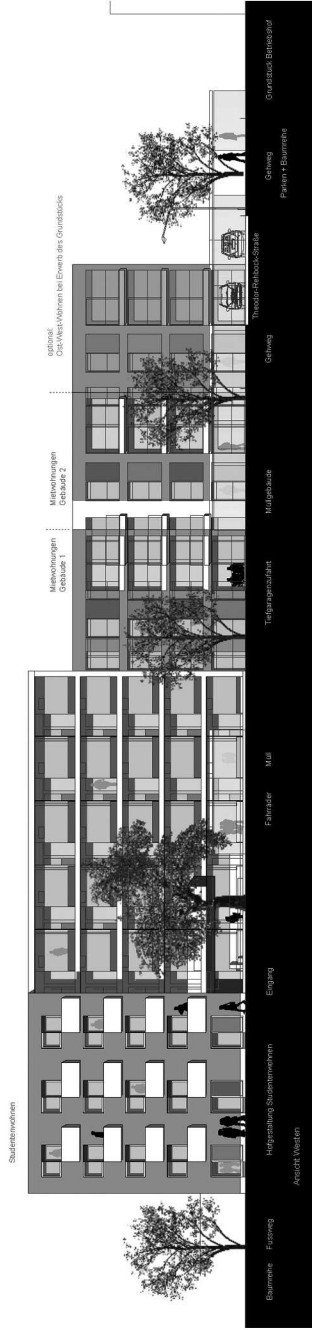 Studentenwohnen
Mietwohnungen
Gebäude 1
Mietwohnungen
Gebäude 2
optional:
Ost-West-Wohnen bei Erwerb des Grundstücks
Baumreihe
Fussweg
Hofgestaltung Studentenwohnen
Eingang
Fahrräder
Müll
Tiefgaragenzufahrt
Müllgebäude
Gehweg
Theodor-Rehbock-Straße
Gehweg
Parken + Baumreihe
Grundstück Betriebshof
Ansicht Westen